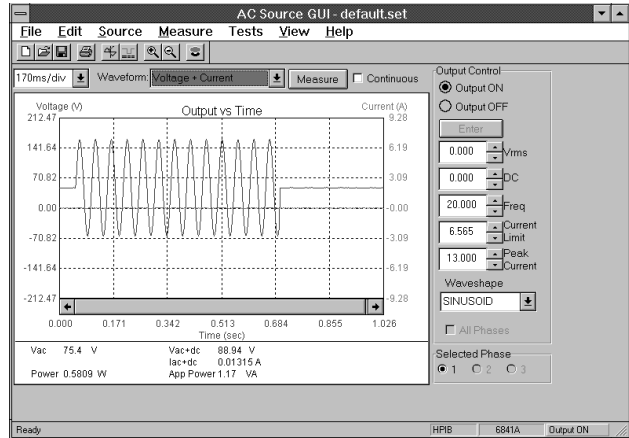 AC Source GUI - default.set
File Edit Source Measure Tests View Help
170ms/div Waveform: Voltage + Current Measure Continuous
Output vs Time
Voltage (V)
Current (A)
212.47
141.64
70.82
0.00
-70.82
-141.64
-212.47
9.28
6.19
3.09
-0.00
-3.09
-6.19
-9.28
0.000 0.171 0.342 0.513 0.684 0.855 1.026
Time (sec)
Vac 75.4 V Vac+dc 88.94 V
Iac+dc 0.01315 A
Power 0.5809 W App Power 1.17 VA
Output Control
Output ON
Output OFF
Enter
0.000 Vrms
0.000 DC
20.000 Freq
6.565 Current Limit
13.000 Peak Current
Waveshape
SINUSOID
All Phases
Selected Phase
1 2 3
Ready HPIB 6841A Output ON